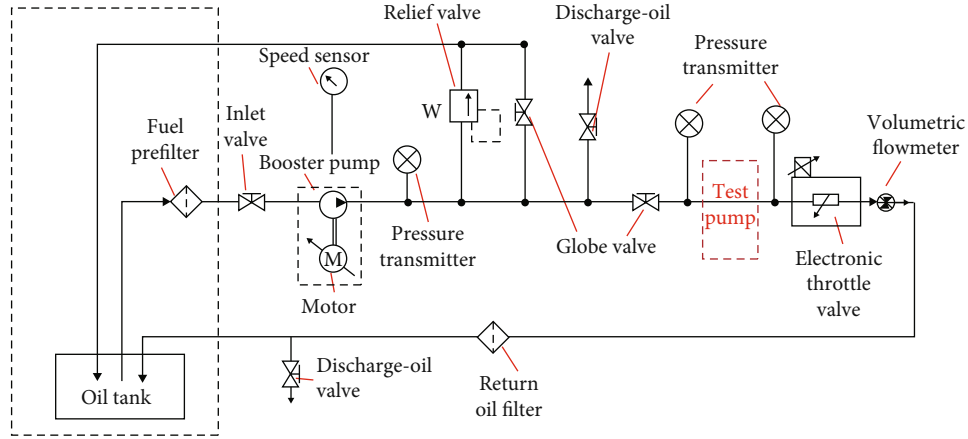 Relief valve
Discharge-oil
valve
Pressure
transmitter
Speed sensor
W
Inlet
valve
Fuel
prefilter
Volumetric
flowmeter
Booster pump
Test
pump
Pressure
transmitter
Globe valve
M
Motor
Electronic
throttle
valve
Oil tank
Discharge-oil
valve
Return
oil filter